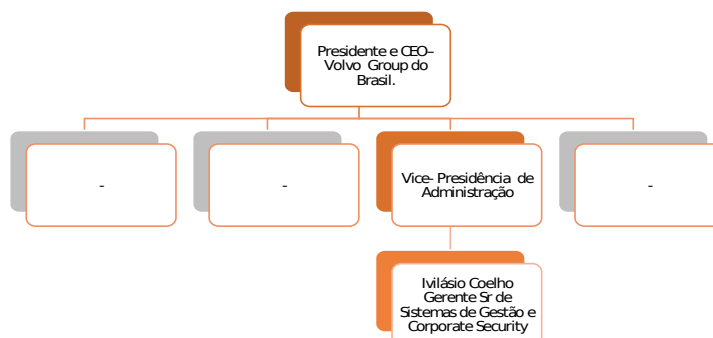 Presidente e CEO–
Volvo Group do
Brasil.
-
-
Vice- Presidência de
Administração
-
Ivilásio Coelho
Gerente Sr de
Sistemas de Gestão e
Corporate Security